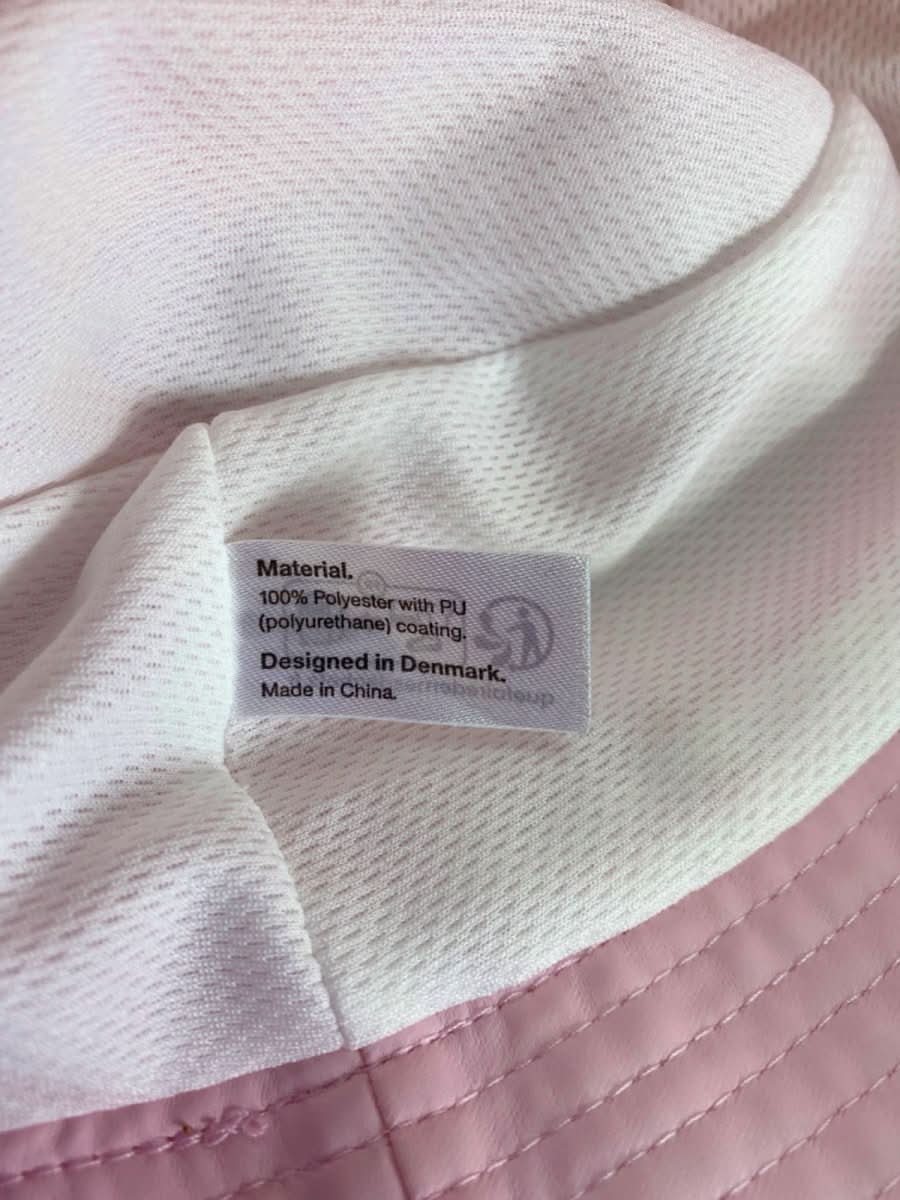 Material.
100% Polyester with PU
(polyurethane) coating.
Designed in Denmark.
Made in China.